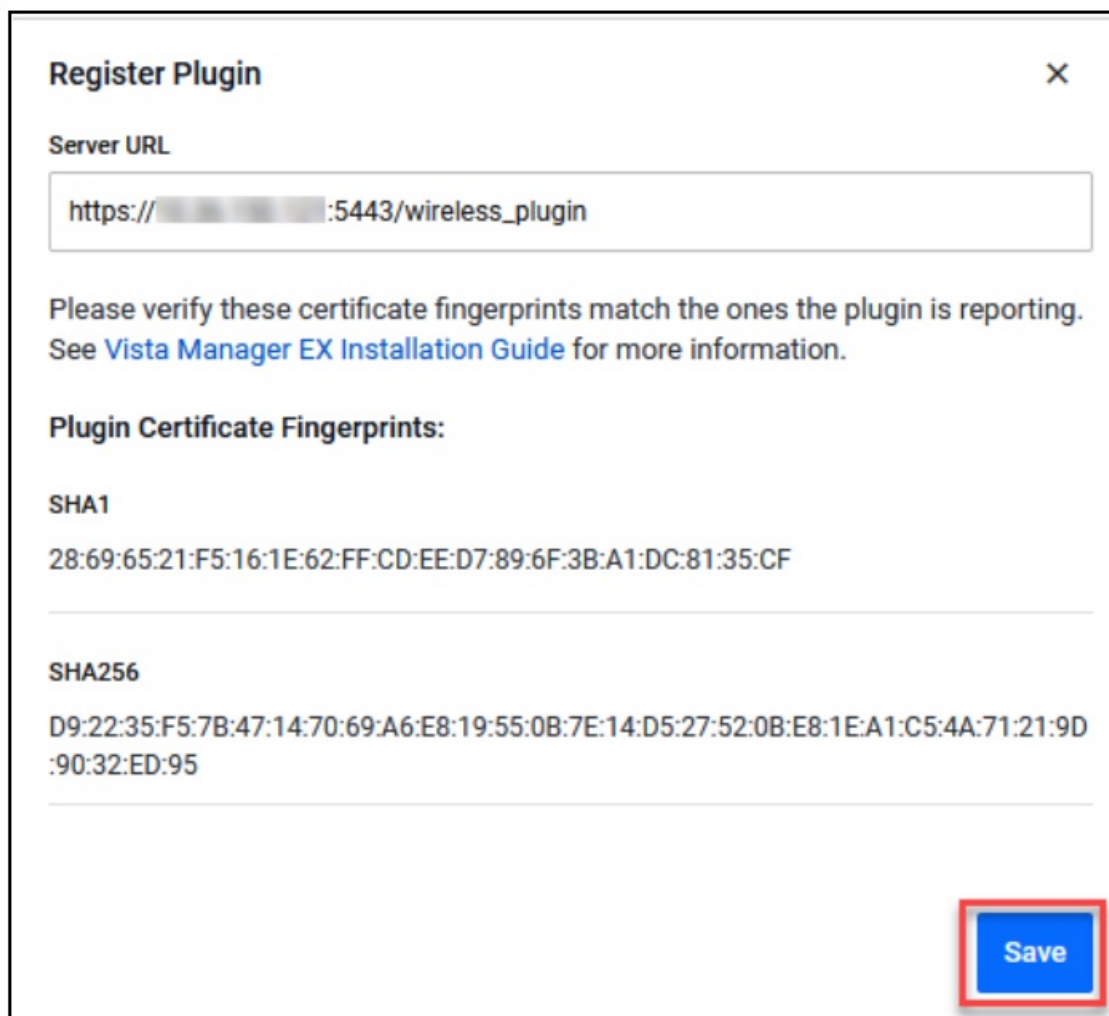 Register Plugin
Server URL
https:// :5443/wireless_plugin
Please verify these certificate fingerprints match the ones the plugin is reporting.
See Vista Manager EX Installation Guide for more information.
Plugin Certificate Fingerprints:
SHA1
28:69:65:21:F5:16:1E:62:FF:CD:EE:D7:89:6F:3B:A1:DC:81:35:CF
SHA256
D9:22:35:F5:7B:47:14:70:69:A6:E8:19:55:0B:7E:14:D5:27:52:0B:E8:1E:A1:C5:4A:71:21:9D
:90:32:ED:95
Save